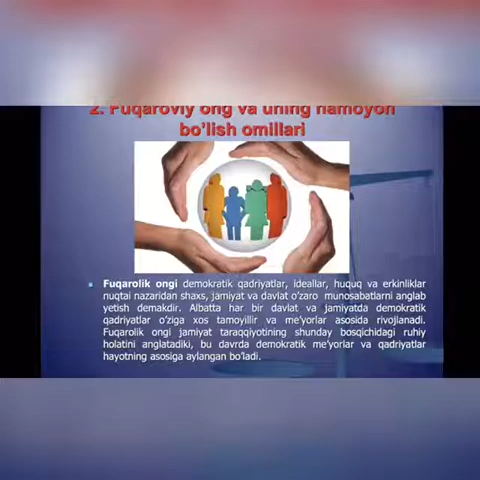 2. Fuqaroviy ong va uning namoyon
bo'lish omillari
Fuqarolik ongi demokratik qadriyatlar, ideallar, huquq va erkinliklar
nuqtai nazaridan shaxs, jamiyat va davlat o'zaro munosabatlarni anglab
yetish demakdir. Albatta har bir davlat va jamiyatda demokratik
qadriyatlar o'ziga xos tamoyillir va me'yorlar asosida rivojlanadi.
Fuqarolik ongi jamiyat taraqqiyotining shunday bosqichidagi ruhiy
holatini anglatadiki, bu davrda demokratik me'yorlar va qadriyatlar
hayotning asosiga aylangan bo'ladi.